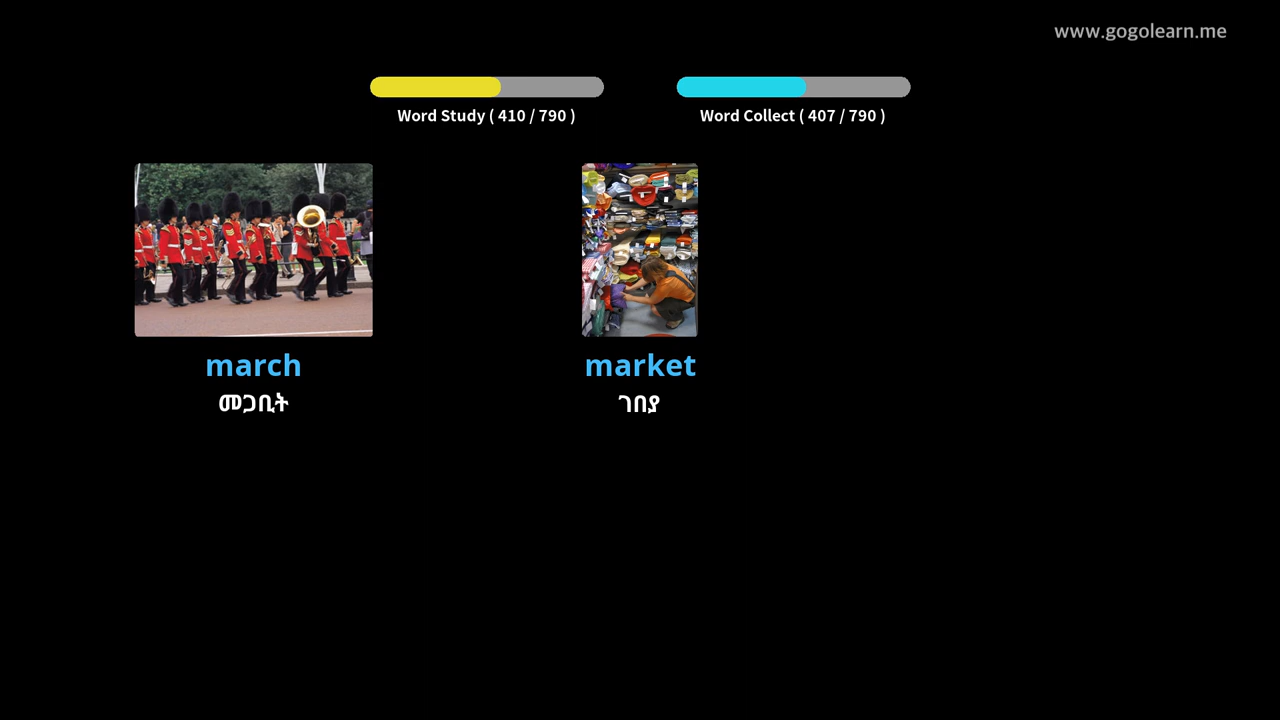 www.gogolearn.me
Word Study ( 410 / 790 )
Word Collect ( 407 / 790 )
march
መጋቢት
market
ገበያ